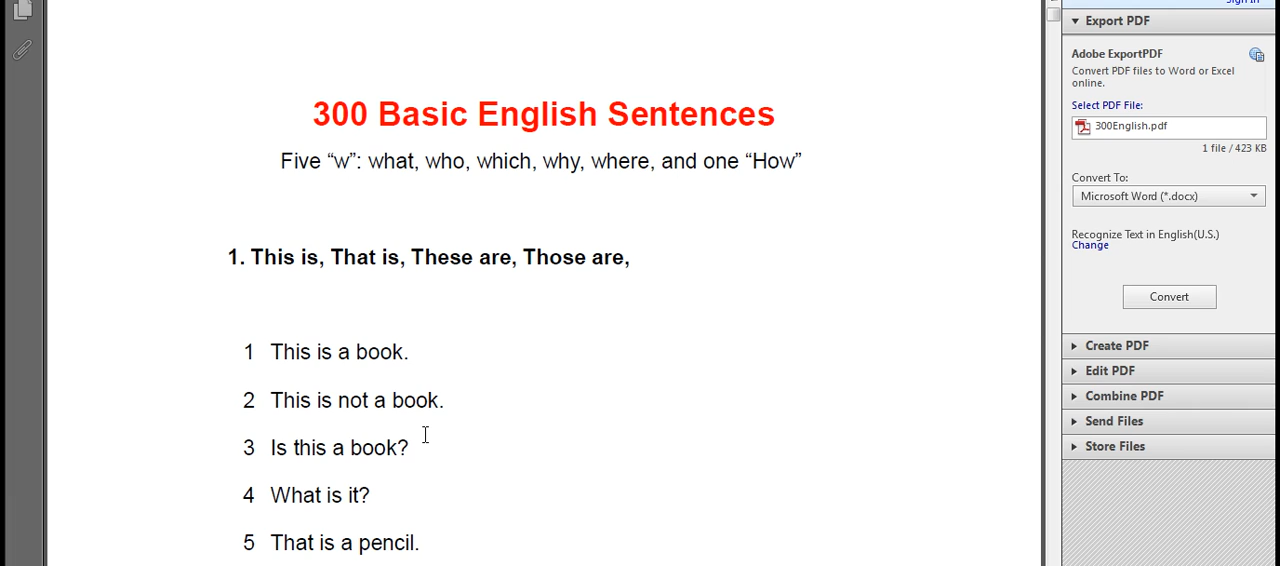 300 Basic English Sentences
Five “w”: what, who, which, why, where, and one “How”
1. This is, That is, These are, Those are,
1 This is a book.
2 This is not a book.
3 Is this a book?
4 What is it?
5 That is a pencil.
Sign In
Export PDF
Adobe ExportPDF
Convert PDF files to Word or Excel
online.
Select PDF File:
300English.pdf
1 file / 423 KB
Convert To:
Microsoft Word (*.docx)
Recognize Text in English(U.S.)
Change
Convert
Create PDF
Edit PDF
Combine PDF
Send Files
Store Files